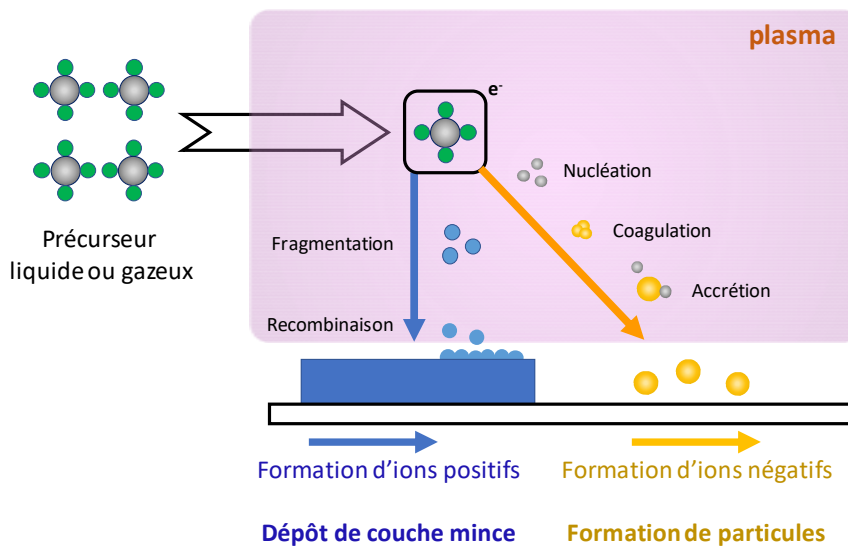 plasma
e-
Nucléation
Fragmentation
Coagulation
Précurseur
liquide ou gazeux
Accrétion
Recombinaison
Formation d'ions positifs
Formation d'ions négatifs
Dépôt de couche mince
Formation de particules